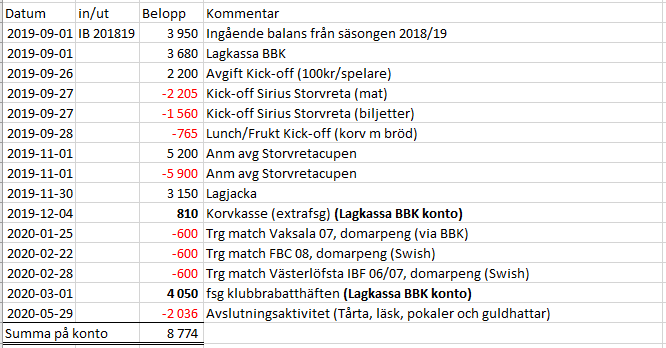 Datum in/ut Belopp Kommentar
2019-09-01 IB 201819 3 950 Ingående balans från säsongen 2018/19
2019-09-01 3 680 Lagkassa BBK
2019-09-26 2 200 Avgift Kick-off (100kr/spelare)
2019-09-27 -2 205 Kick-off Sirius Storvreta (mat)
2019-09-27 -1 560 Kick-off Sirius Storvreta (biljetter)
2019-09-28 -765 Lunch/Frukt Kick-off (korv m bröd)
2019-11-01 5 200 Anm avg Storvretacupen
2019-11-01 -5 900 Anm avg Storvretacupen
2019-11-30 3 150 Lagjacka
2019-12-04 810 Korvkasse (extrafsg) (Lagkassa BBK konto)
2020-01-25 -600 Trg match Vaksala 07, domarpeng (via BBK)
2020-02-22 -600 Trg match FBC 08, domarpeng (Swish)
2020-02-28 -600 Trg match Västerlöfsta IBF 06/07, domarpeng (Swish)
2020-03-01 4 050 fsg klubbrabatthäften (Lagkassa BBK konto)
2020-05-29 -2 036 Avslutningsaktivitet (Tårta, läsk, pokaler och guldhattar)
Summa på konto 8 774